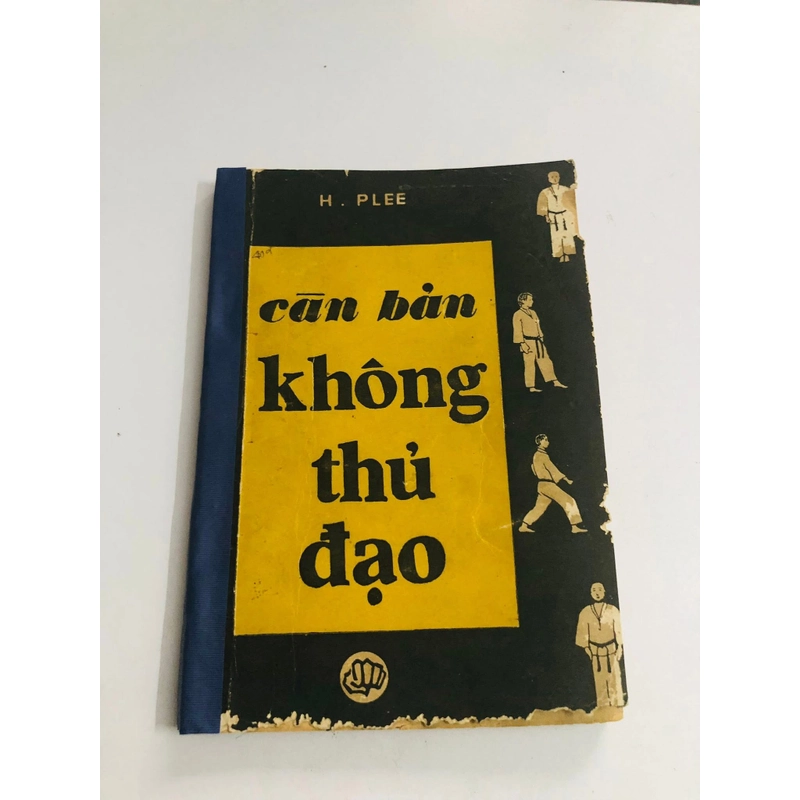 H. PLEE
căn bản
không
thủ
đạo